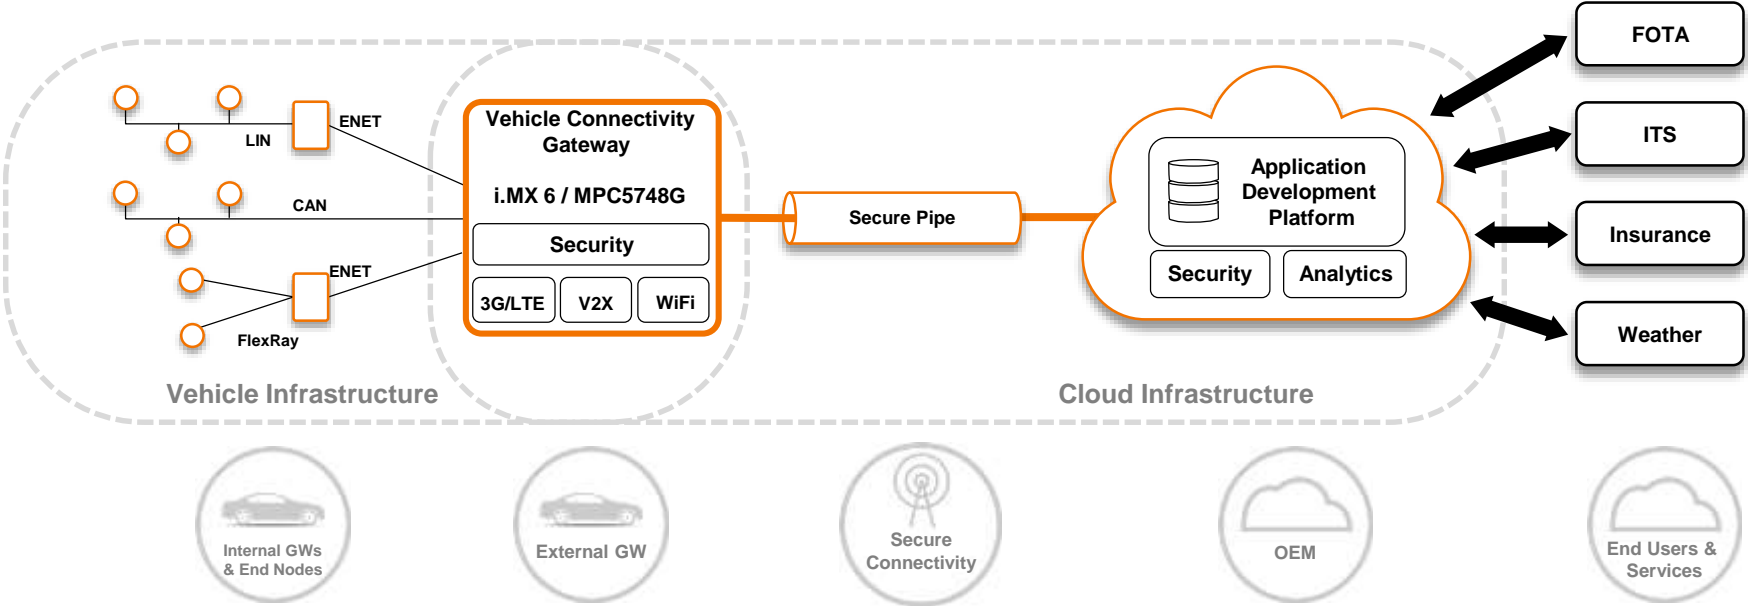 FOTA
ITS
Insurance
Weather
ENET
LIN
CAN
ENET
FlexRay
Vehicle Connectivity
Gateway
i.MX 6 / MPC5748G
Security
3G/LTE
V2X
WiFi
Secure Pipe
Application
Development
Platform
Security
Analytics
Vehicle Infrastructure
Cloud Infrastructure
Internal GWs
& End Nodes
External GW
Secure
Connectivity
OEM
End Users &
Services